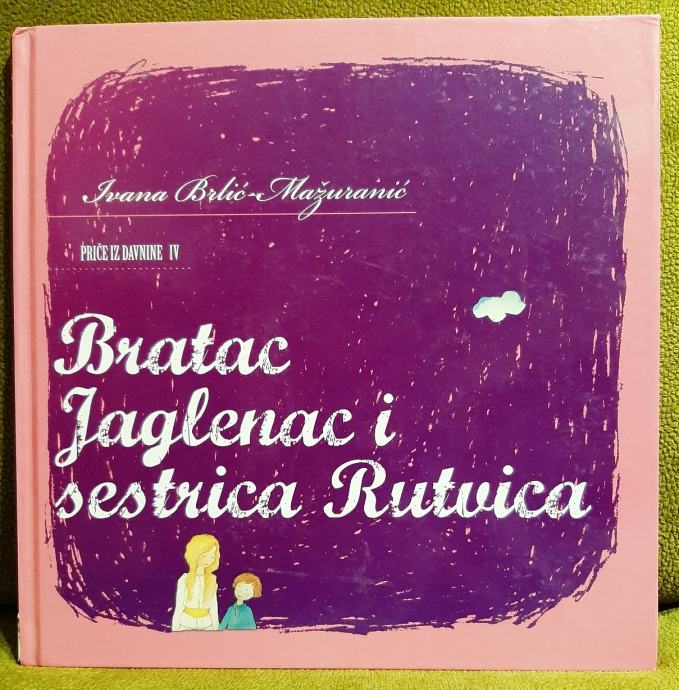 Ivana Brlić-Mažuranić
PRIČE IZ DAVNINE IV
Bratac
Jaglenac i
sestrica Rutvica